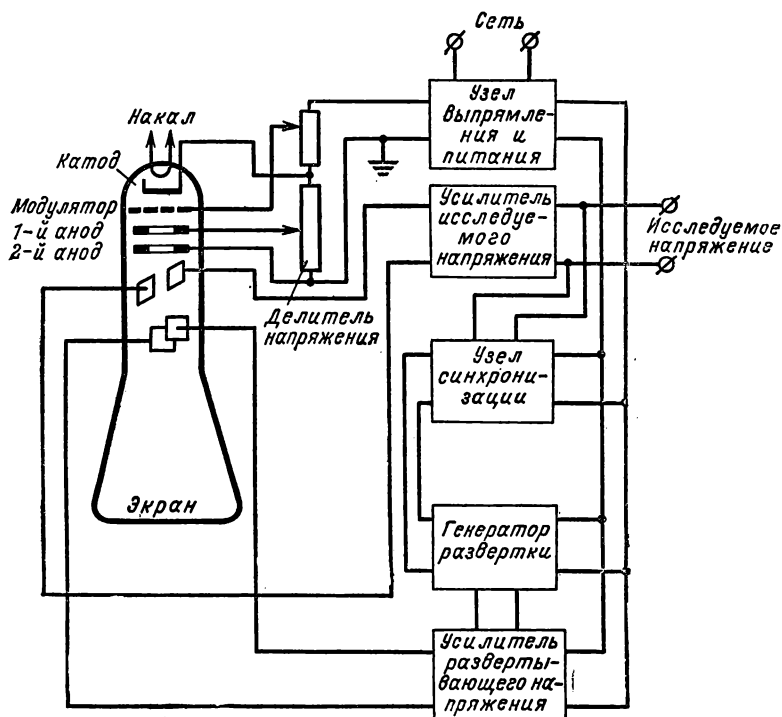 Сеть
Накал
Катод
Модулятор
1-й анод
2-й анод
Узел
выпрямле-
ния и
питания
Усилитель
исследуе-
мого
напряжения
Исследуемое
напряжение
Делитель
напряжения
Узел
синхрони-
зации
Экран
Генератор
развертки
Усилитель
разверты-
вающего на-
пряжения